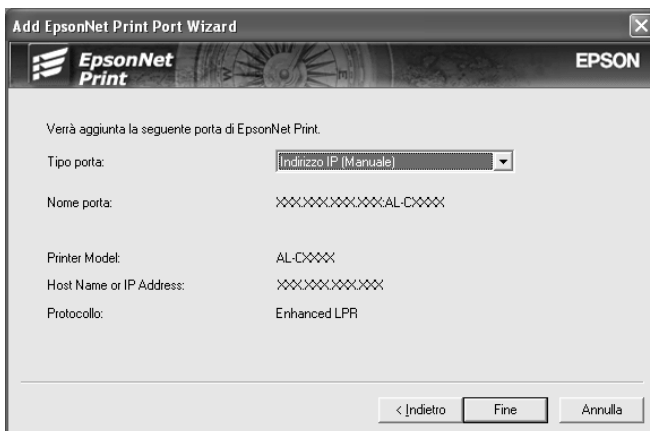 Add EpsonNet Print Port Wizard
EpsonNet
Print
EPSON
Verrà aggiunta la seguente porta di EpsonNet Print.
Tipo porta: Indirizzo IP (Manuale)
Nome porta: XXX.XXX.XXX.XXX:AL-CXXXX
Printer Model: AL-CXXXX
Host Name or IP Address: XXX.XXX.XXX.XXX
Protocollo: Enhanced LPR
< Indietro Fine Annulla